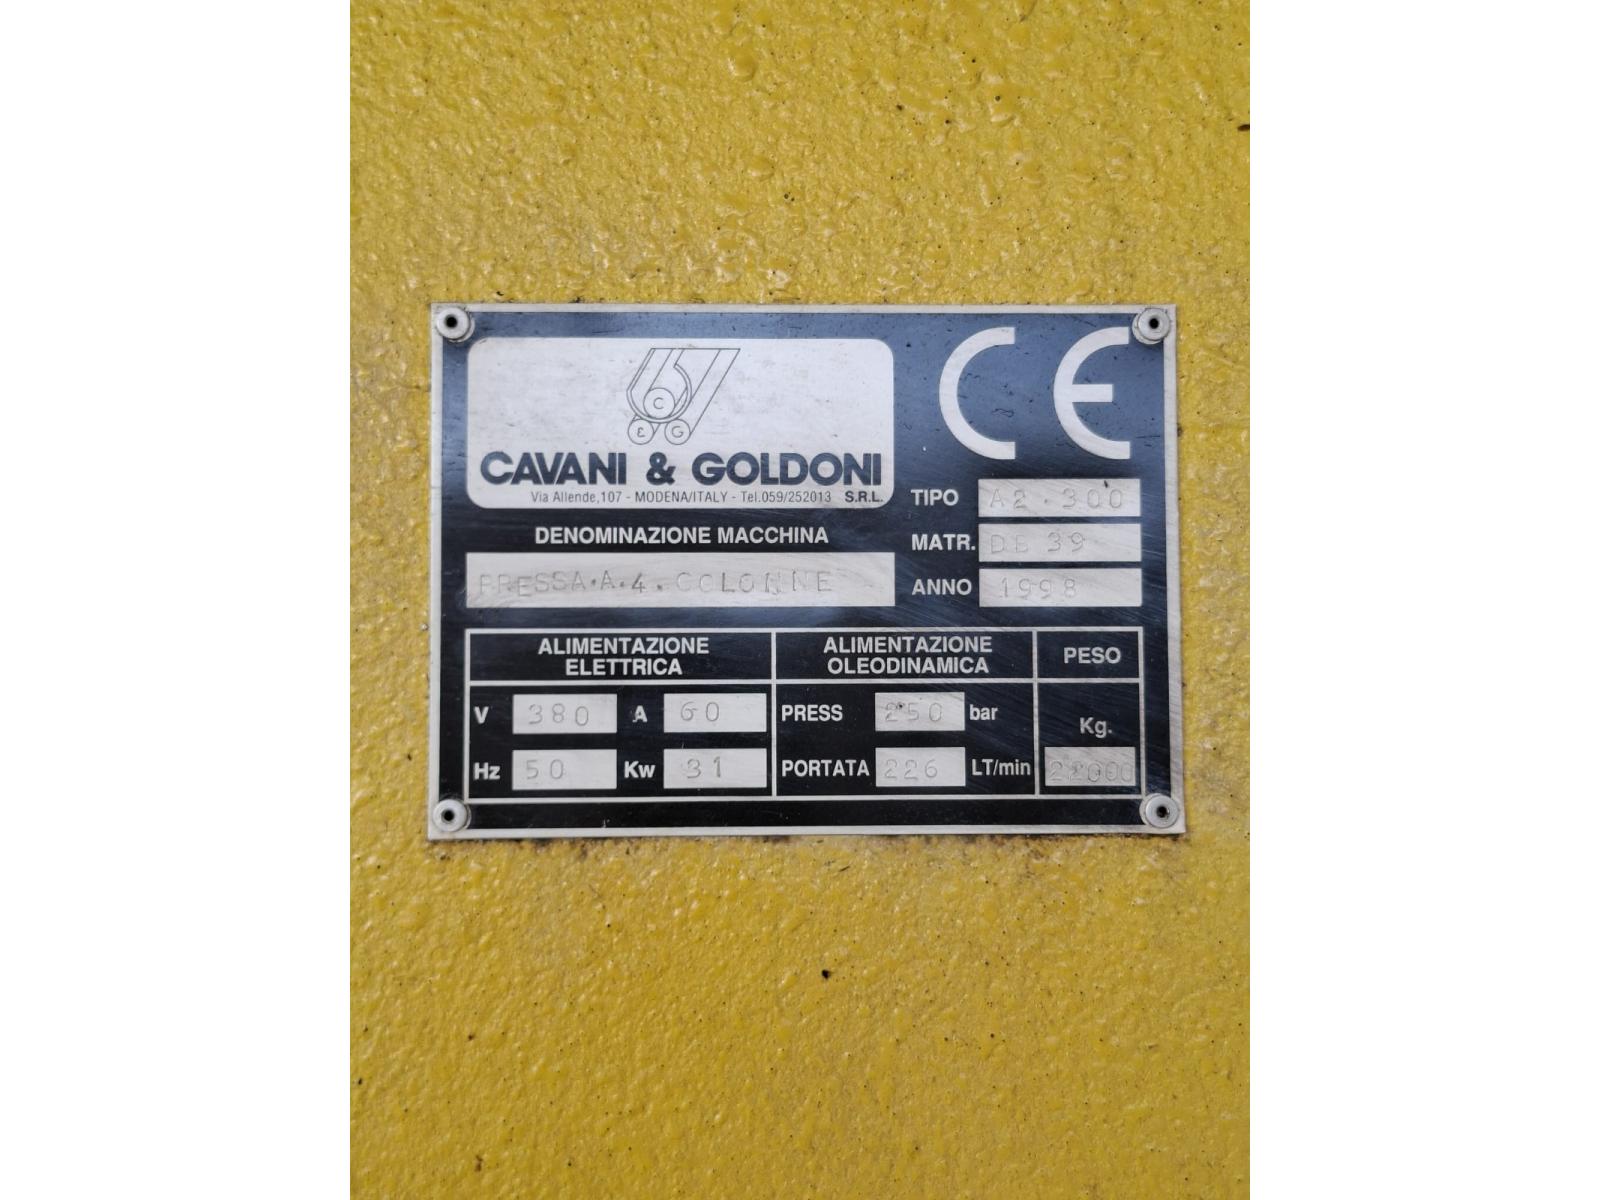 C
E G
CAVANI & GOLDONI
Via Allende,107 - MODENA/ITALY - Tel.059/252013 S.R.L.
CE
TIPO A2.300
MATR. DB 39
ANNO 1998
DENOMINAZIONE MACCHINA
PRESSA.A.4.COLONNE
ALIMENTAZIONE
ELETTRICA
V 380 A 60
Hz 50 Kw 31
ALIMENTAZIONE
OLEODINAMICA
PRESS 250 bar
PORTATA 226 LT/min
PESO
Kg.
22000